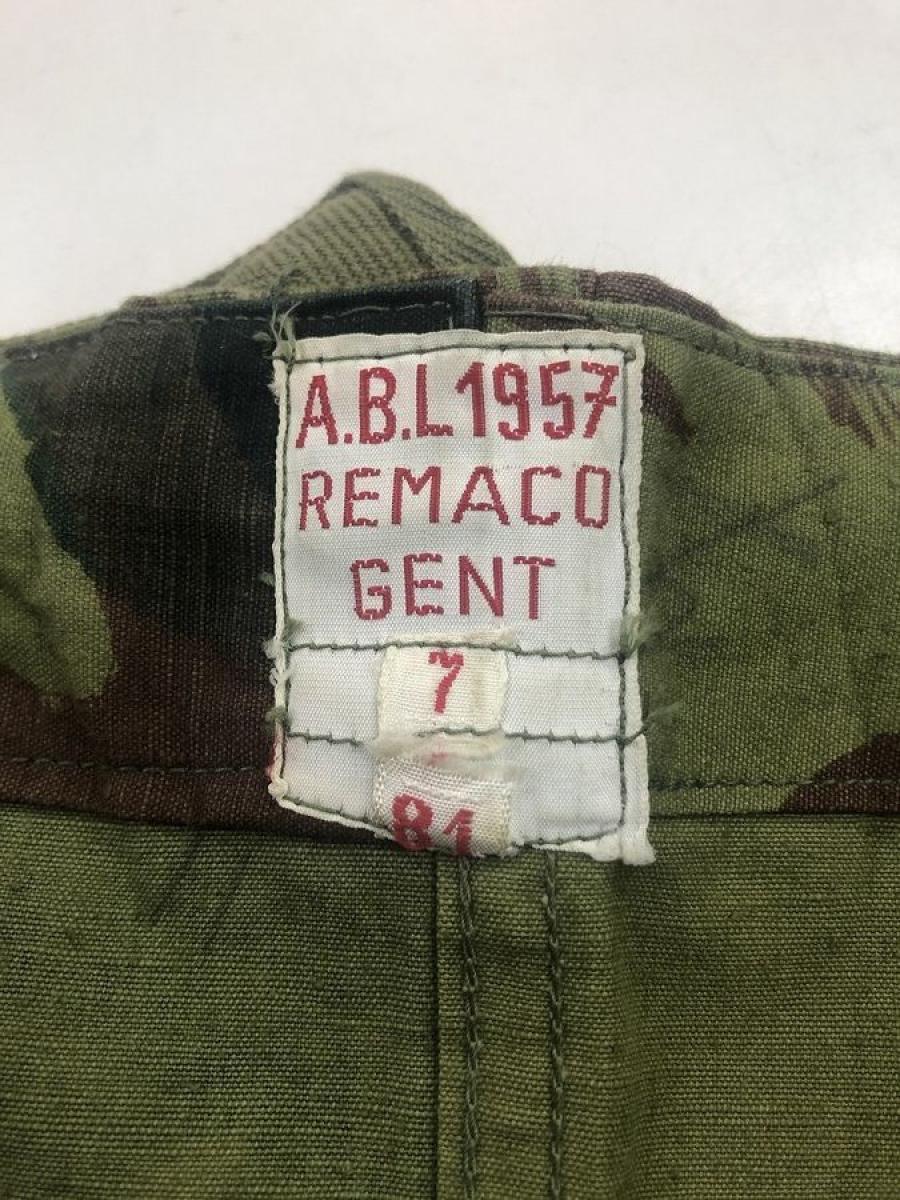 A.B.L 1957
REMACO
GENT
7
81